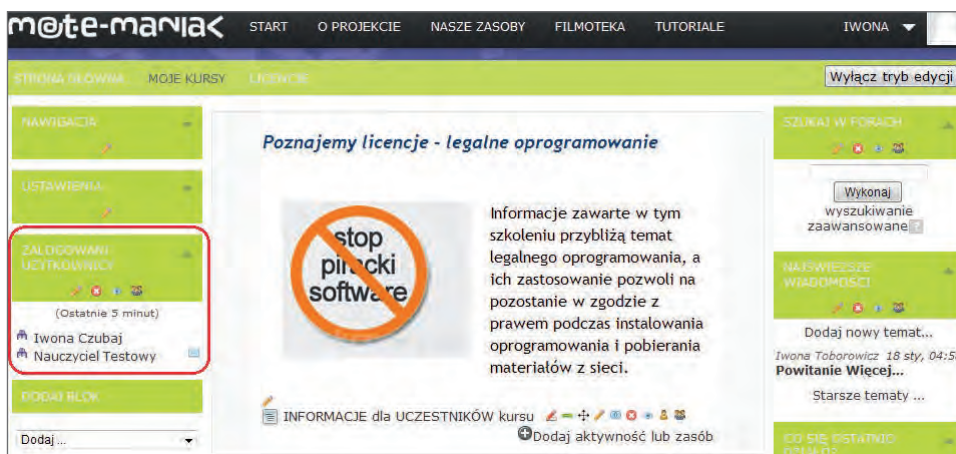 m@te-maniak
START O PROJEKCIE NASZE ZASOBY FILMOTEKA TUTORIALE IWONA
STRONA GŁÓWNA MOJE KURSY LICENCJE
Wyłącz tryb edycji
NAWIGACJA
USTAWIENIA
ZALOGOWANI
UŻYTKOWNICY
(Ostatnie 5 minut)
Iwona Czubaj
Nauczyciel Testowy
DODAJ BLOK
Dodaj ...
Poznajemy licencje - legalne oprogramowanie
stop
piracki
software
Informacje zawarte w tym
szkoleniu przybliżą temat
legalnego oprogramowania, a
ich zastosowanie pozwoli na
pozostanie w zgodzie z
prawem podczas instalowania
oprogramowania i pobierania
materiałów z sieci.
INFORMACJE dla UCZESTNIKÓW kursu
Dodaj aktywność lub zasób
SZUKAJ W FORACH
Wykonaj
wyszukiwanie
zaawansowane
NAJŚWIEŻSZE
WIADOMOŚCI
Dodaj nowy temat...
Iwona Toborowicz 18 sty, 04:5
Powitanie Więcej...
Starsze tematy ...
CO SIĘ OSTATNIO